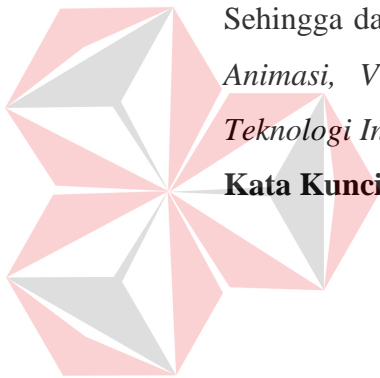 Sehingga da
Animasi, V
Teknologi In
Kata Kunci